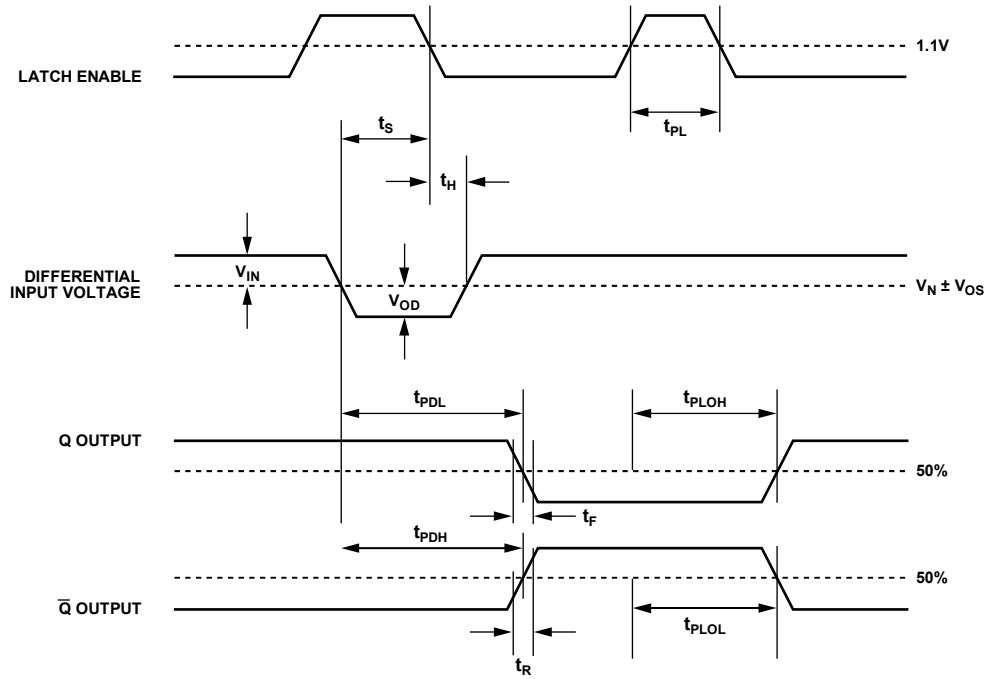 1.1V
LATCH ENABLE
tS
tPL
tH
VIN
DIFFERENTIAL
INPUT VOLTAGE
VOD
VN ± VOS
tPDL
tPLOH
Q OUTPUT
50%
tF
tPDH
50%
Q̅ OUTPUT
tPLOL
tR